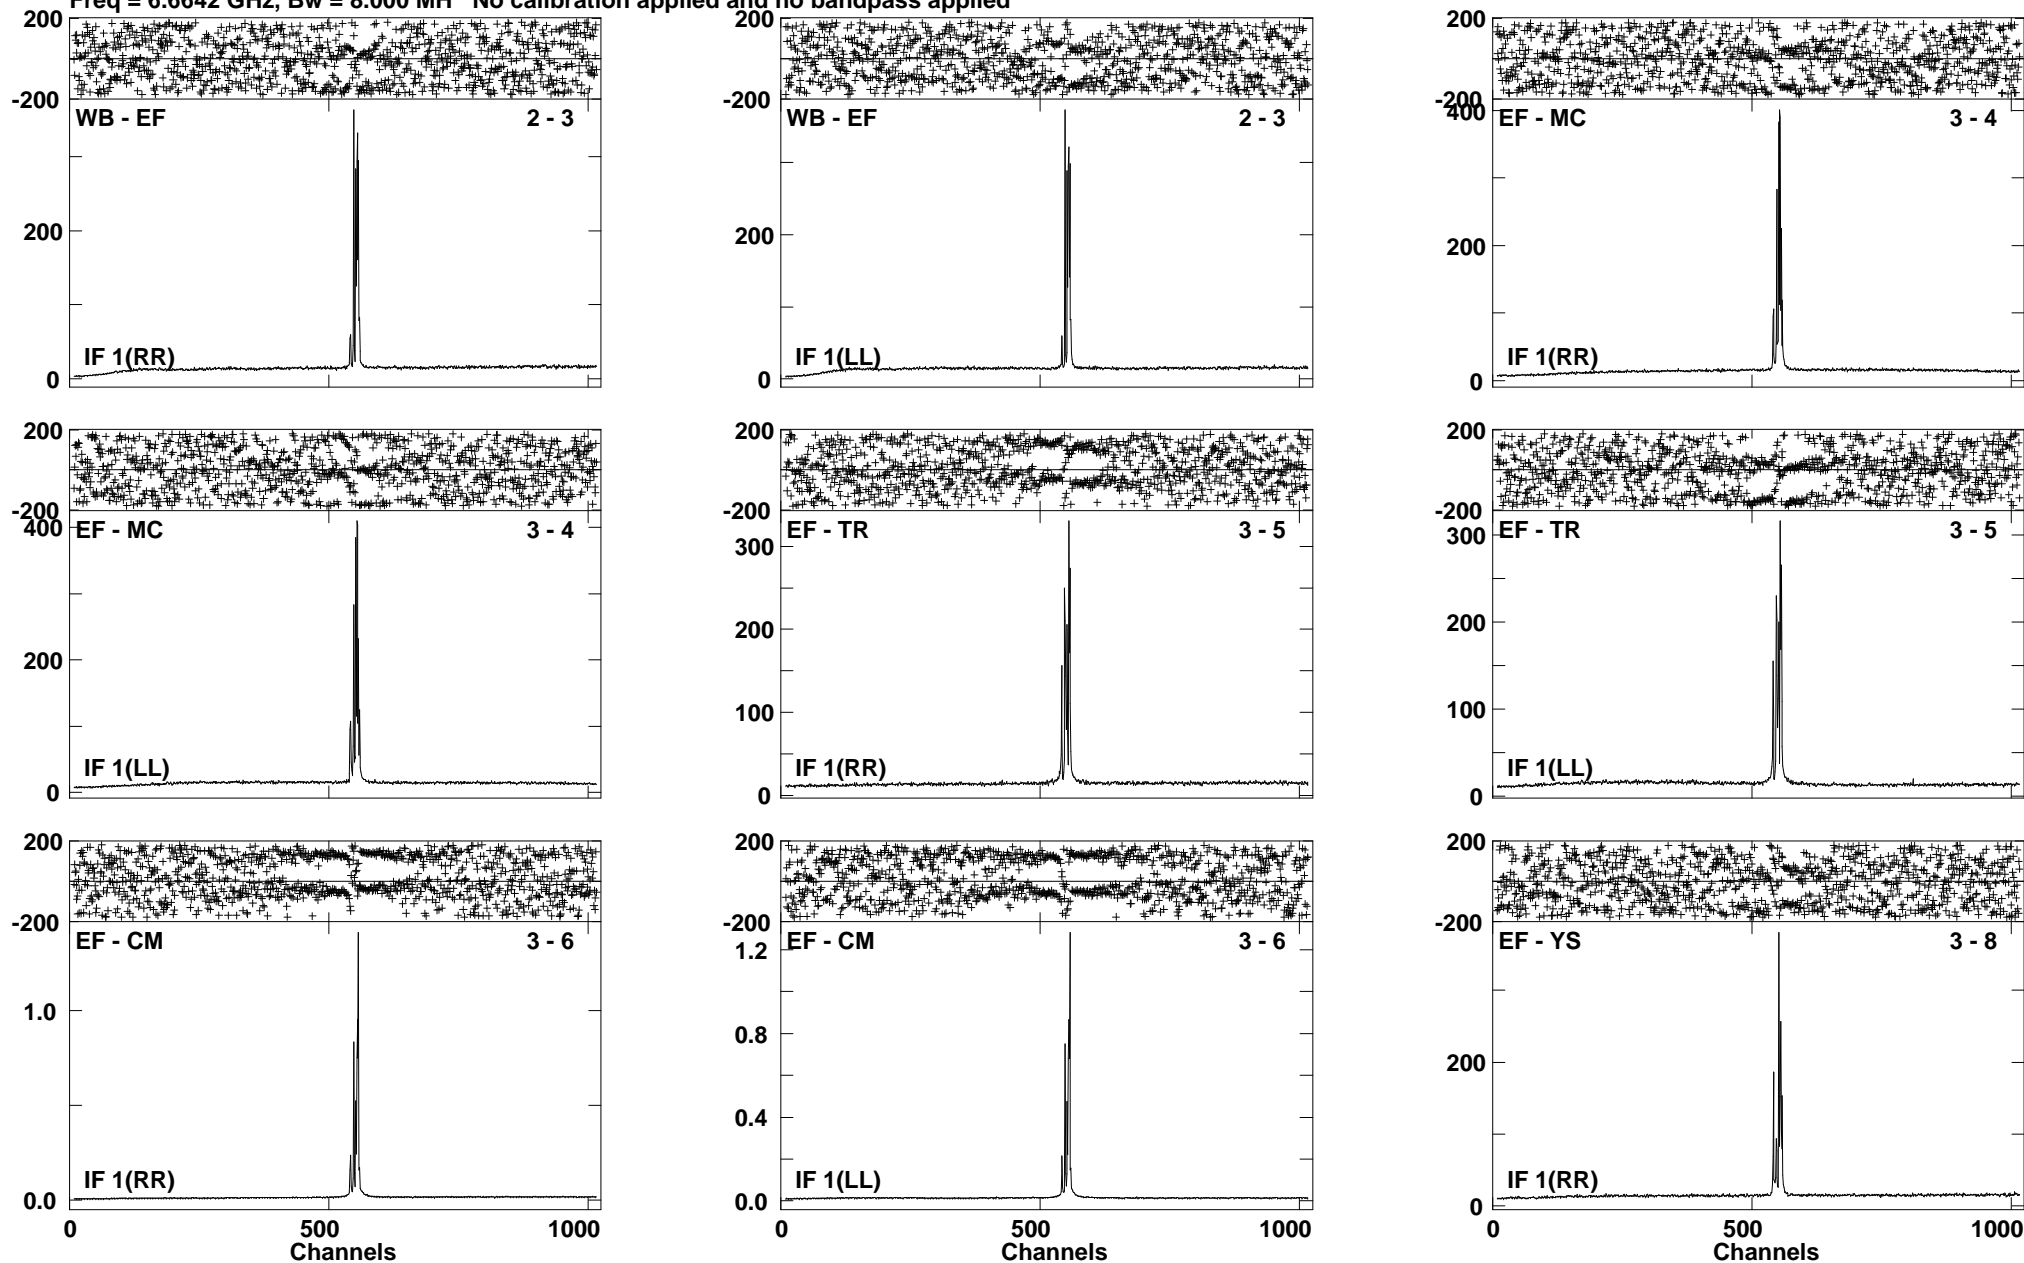 Freq = 6.6642 GHz, Bw = 8.000 MH No calibration applied and no bandpass applied
200 200 200
-200 -200 -200
WB - EF 2 - 3 WB - EF 2 - 3 400 EF - MC 3 - 4
200 200 200
IF 1(RR) IF 1(LL) IF 1(RR)
0 0 0
200 200 200
-200 -200 -200
400 EF - MC 3 - 4 EF - TR 3 - 5 EF - TR 3 - 5
300 300
200 200 200
100 100
IF 1(LL) IF 1(RR) IF 1(LL)
0 0 0
200 200 200
-200 -200 -200
EF - CM 3 - 6 EF - CM 3 - 6 EF - YS 3 - 8
1.2
1.0 0.8 200
0.4
IF 1(RR) IF 1(LL) IF 1(RR)
0.0 0.0 0
0 500 1000 0 500 1000 0 500 1000
Channels Channels Channels